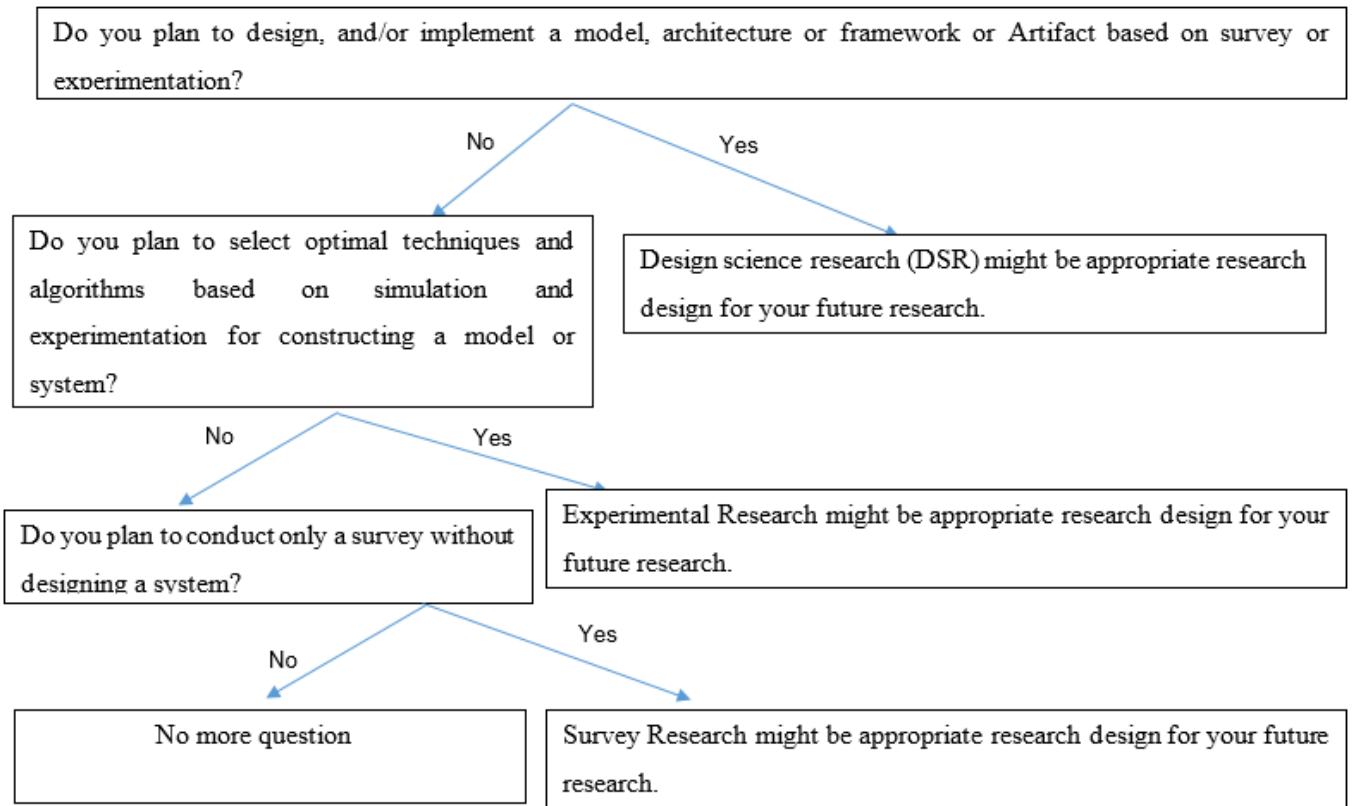 Do you plan to design, and/or implement a model, architecture or framework or Artifact based on survey or
experimentation?
No
Yes
Do you plan to select optimal techniques and
algorithms based on simulation and
experimentation for constructing a model or
system?
Design science research (DSR) might be appropriate research
design for your future research.
No
Yes
Do you plan to conduct only a survey without
designing a system?
Experimental Research might be appropriate research design for your
future research.
No
Yes
No more question
Survey Research might be appropriate research design for your future
research.